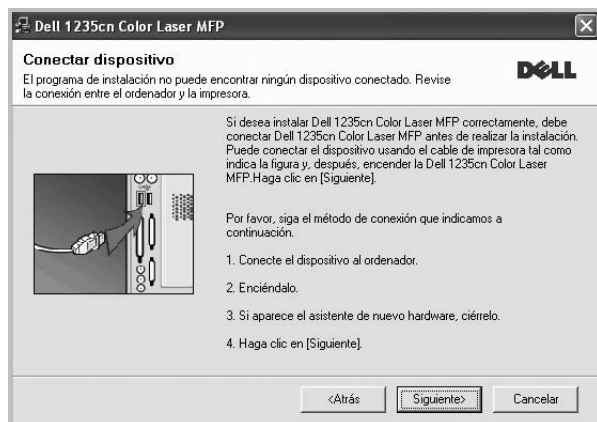 Dell 1235cn Color Laser MFP
Conectar dispositivo
El programa de instalación no puede encontrar ningún dispositivo conectado. Revise
la conexión entre el ordenador y la impresora.
DELL
Si desea instalar Dell 1235cn Color Laser MFP correctamente, debe
conectar Dell 1235cn Color Laser MFP antes de realizar la instalación.
Puede conectar el dispositivo usando el cable de impresora tal como
indica la figura y, después, encender la Dell 1235cn Color Laser
MFP.Haga clic en [Siguiente].
Por favor, siga el método de conexión que indicamos a
continuación.
1. Conecte el dispositivo al ordenador.
2. Enciéndalo.
3. Si aparece el asistente de nuevo hardware, ciérrelo.
4. Haga clic en [Siguiente].
<Atrás
Siguiente>
Cancelar